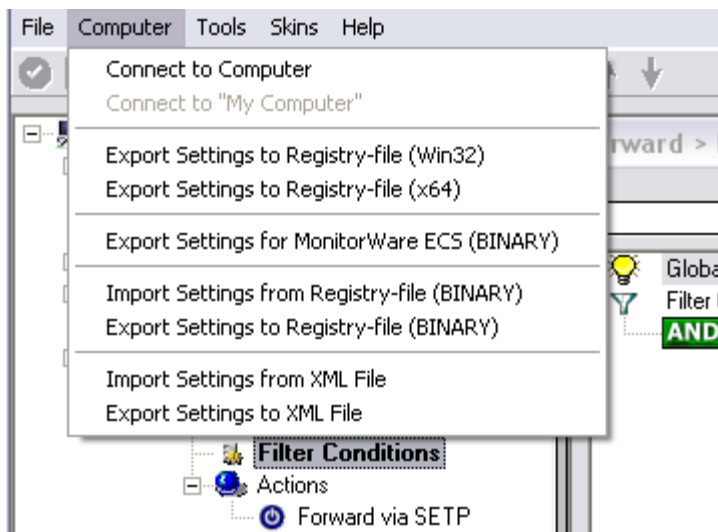 File Computer Tools Skins Help
Connect to Computer
Connect to "My Computer"
Export Settings to Registry-file (Win32)
Export Settings to Registry-file (x64)
Export Settings for MonitorWare ECS (BINARY)
Import Settings from Registry-file (BINARY)
Export Settings to Registry-file (BINARY)
Import Settings from XML File
Export Settings to XML File
rward >
Globa
Filter
AND
Filter Conditions
Actions
Forward via SETP